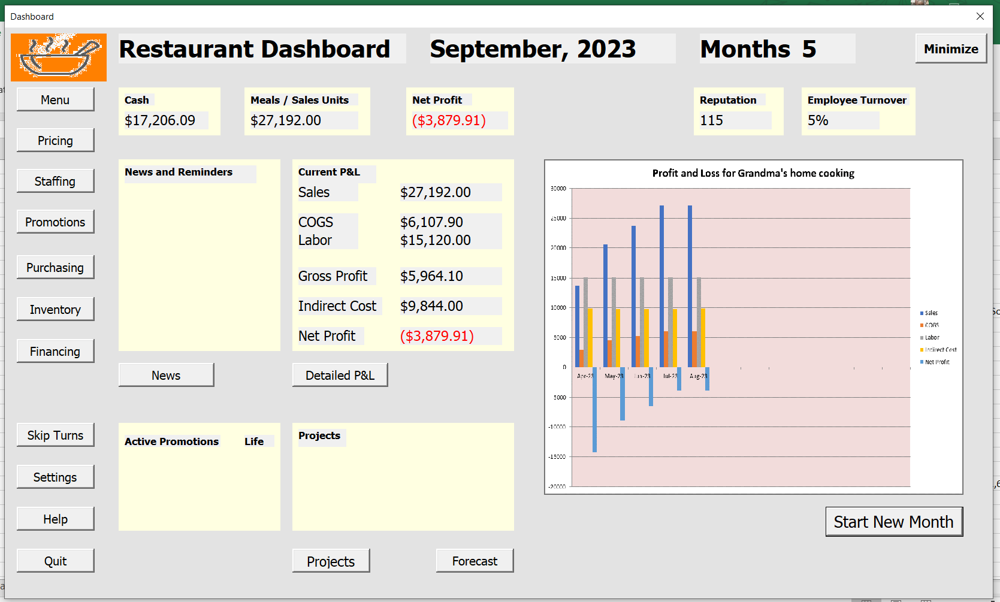 Dashboard
Restaurant Dashboard September, 2023 Months 5 Minimize
Menu
Pricing
Staffing
Promotions
Purchasing
Inventory
Financing
Skip Turns
Settings
Help
Quit
Cash
$17,206.09
Meals / Sales Units
$27,192.00
Net Profit
($3,879.91)
Reputation
115
Employee Turnover
5%
News and Reminders
News
Current P&L
Sales $27,192.00
COGS $6,107.90
Labor $15,120.00
Gross Profit $5,964.10
Indirect Cost $9,844.00
Net Profit ($3,879.91)
Detailed P&L
Profit and Loss for Grandma's home cooking
30000
25000
20000
15000
10000
5000
0
-5000
-10000
-15000
-20000
Apr-23 May-23 Jun-23 Jul-23 Aug-23
Sales
COGS
Labor
Indirect Cost
Net Profit
Active Promotions Life
Projects
Projects
Forecast
Start New Month